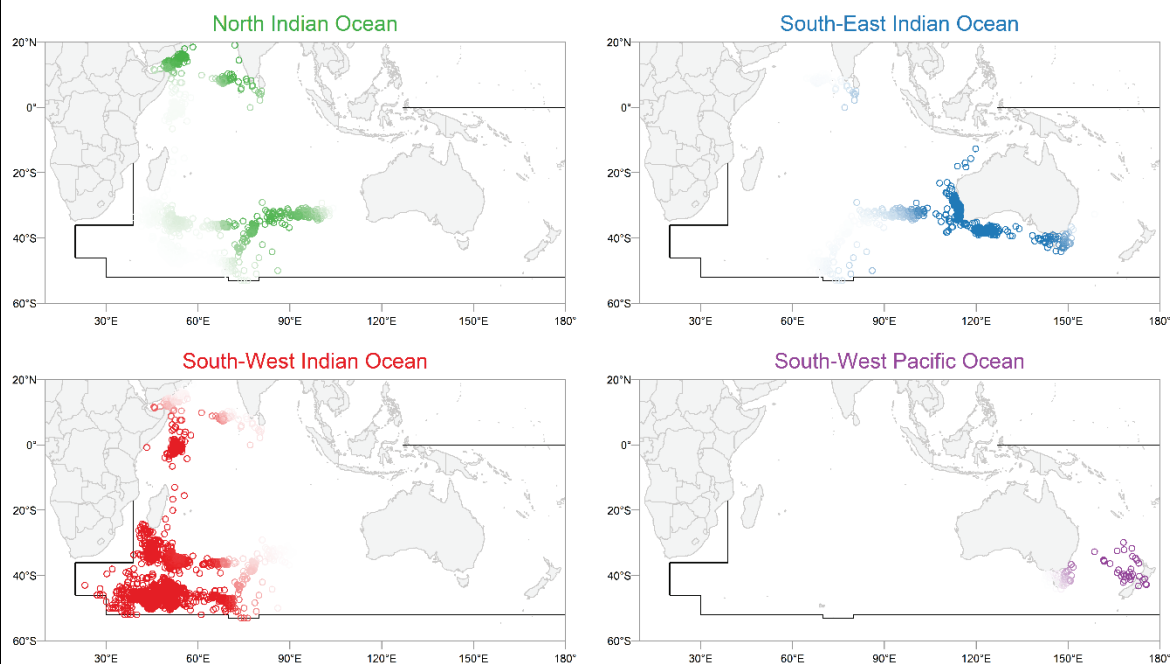 North Indian Ocean
South-East Indian Ocean
20°N
0°
20°S
40°S
60°S
30°E 60°E 90°E 120°E 150°E 180°
20°N
0°
20°S
40°S
60°S
30°E 60°E 90°E 120°E 150°E 180°
South-West Indian Ocean
South-West Pacific Ocean
20°N
0°
20°S
40°S
60°S
30°E 60°E 90°E 120°E 150°E 180°
20°N
0°
20°S
40°S
60°S
30°E 60°E 90°E 120°E 150°E 180°